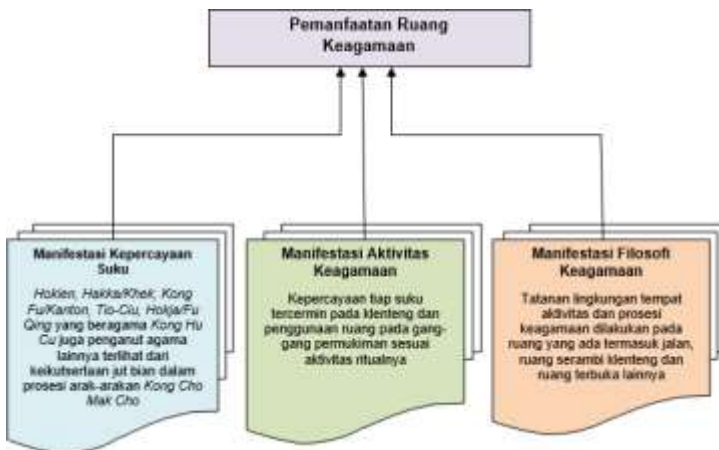 Pemanfaatan Ruang
Keagamaan
Manifestasi Kepercayaan
Suku
Hokien, Hakka/Khek, Kong
Fu/Kanton, Tio-Ciu, Hokja/Fu
Qing yang beragama Kong Hu
Cu juga penganut agama
lainnya terlihat dari
keikutsertaan jut bian dalam
prosesi arak-arakan Kong Cho
Mak Cho
Manifestasi Aktivitas
Keagamaan
Kepercayaan tiap suku
tercermin pada klenteng dan
penggunaan ruang pada gang-
gang permukiman sesuai
aktivitas ritualnya
Manifestasi Filosofi
Keagamaan
Tatanan lingkungan tempat
aktivitas dan prosesi
keagamaan dilakukan pada
ruang yang ada termasuk jalan,
ruang serambi klenteng dan
ruang terbuka lainnya